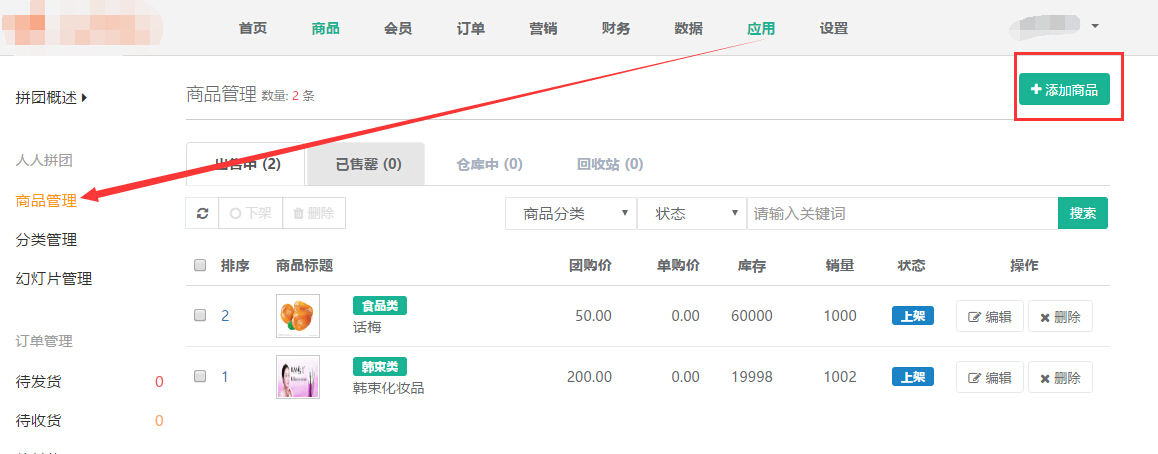 首页 商品 会员 订单 营销 财务 数据 应用 设置
拼团概述
商品管理 数量: 2 条
添加商品
人人拼团
出售中 (2) 已售罄 (0) 仓库中 (0) 回收站 (0)
商品管理
下架 删除 商品分类 状态 请输入关键词 搜索
分类管理
排序 商品标题 团购价 单购价 库存 销量 状态 操作
幻灯片管理
2 食品类 50.00 0.00 60000 1000 上架 编辑 删除
话梅
订单管理
1 韩束类 200.00 0.00 19998 1002 上架 编辑 删除
韩束化妆品
待发货 0
待收货 0